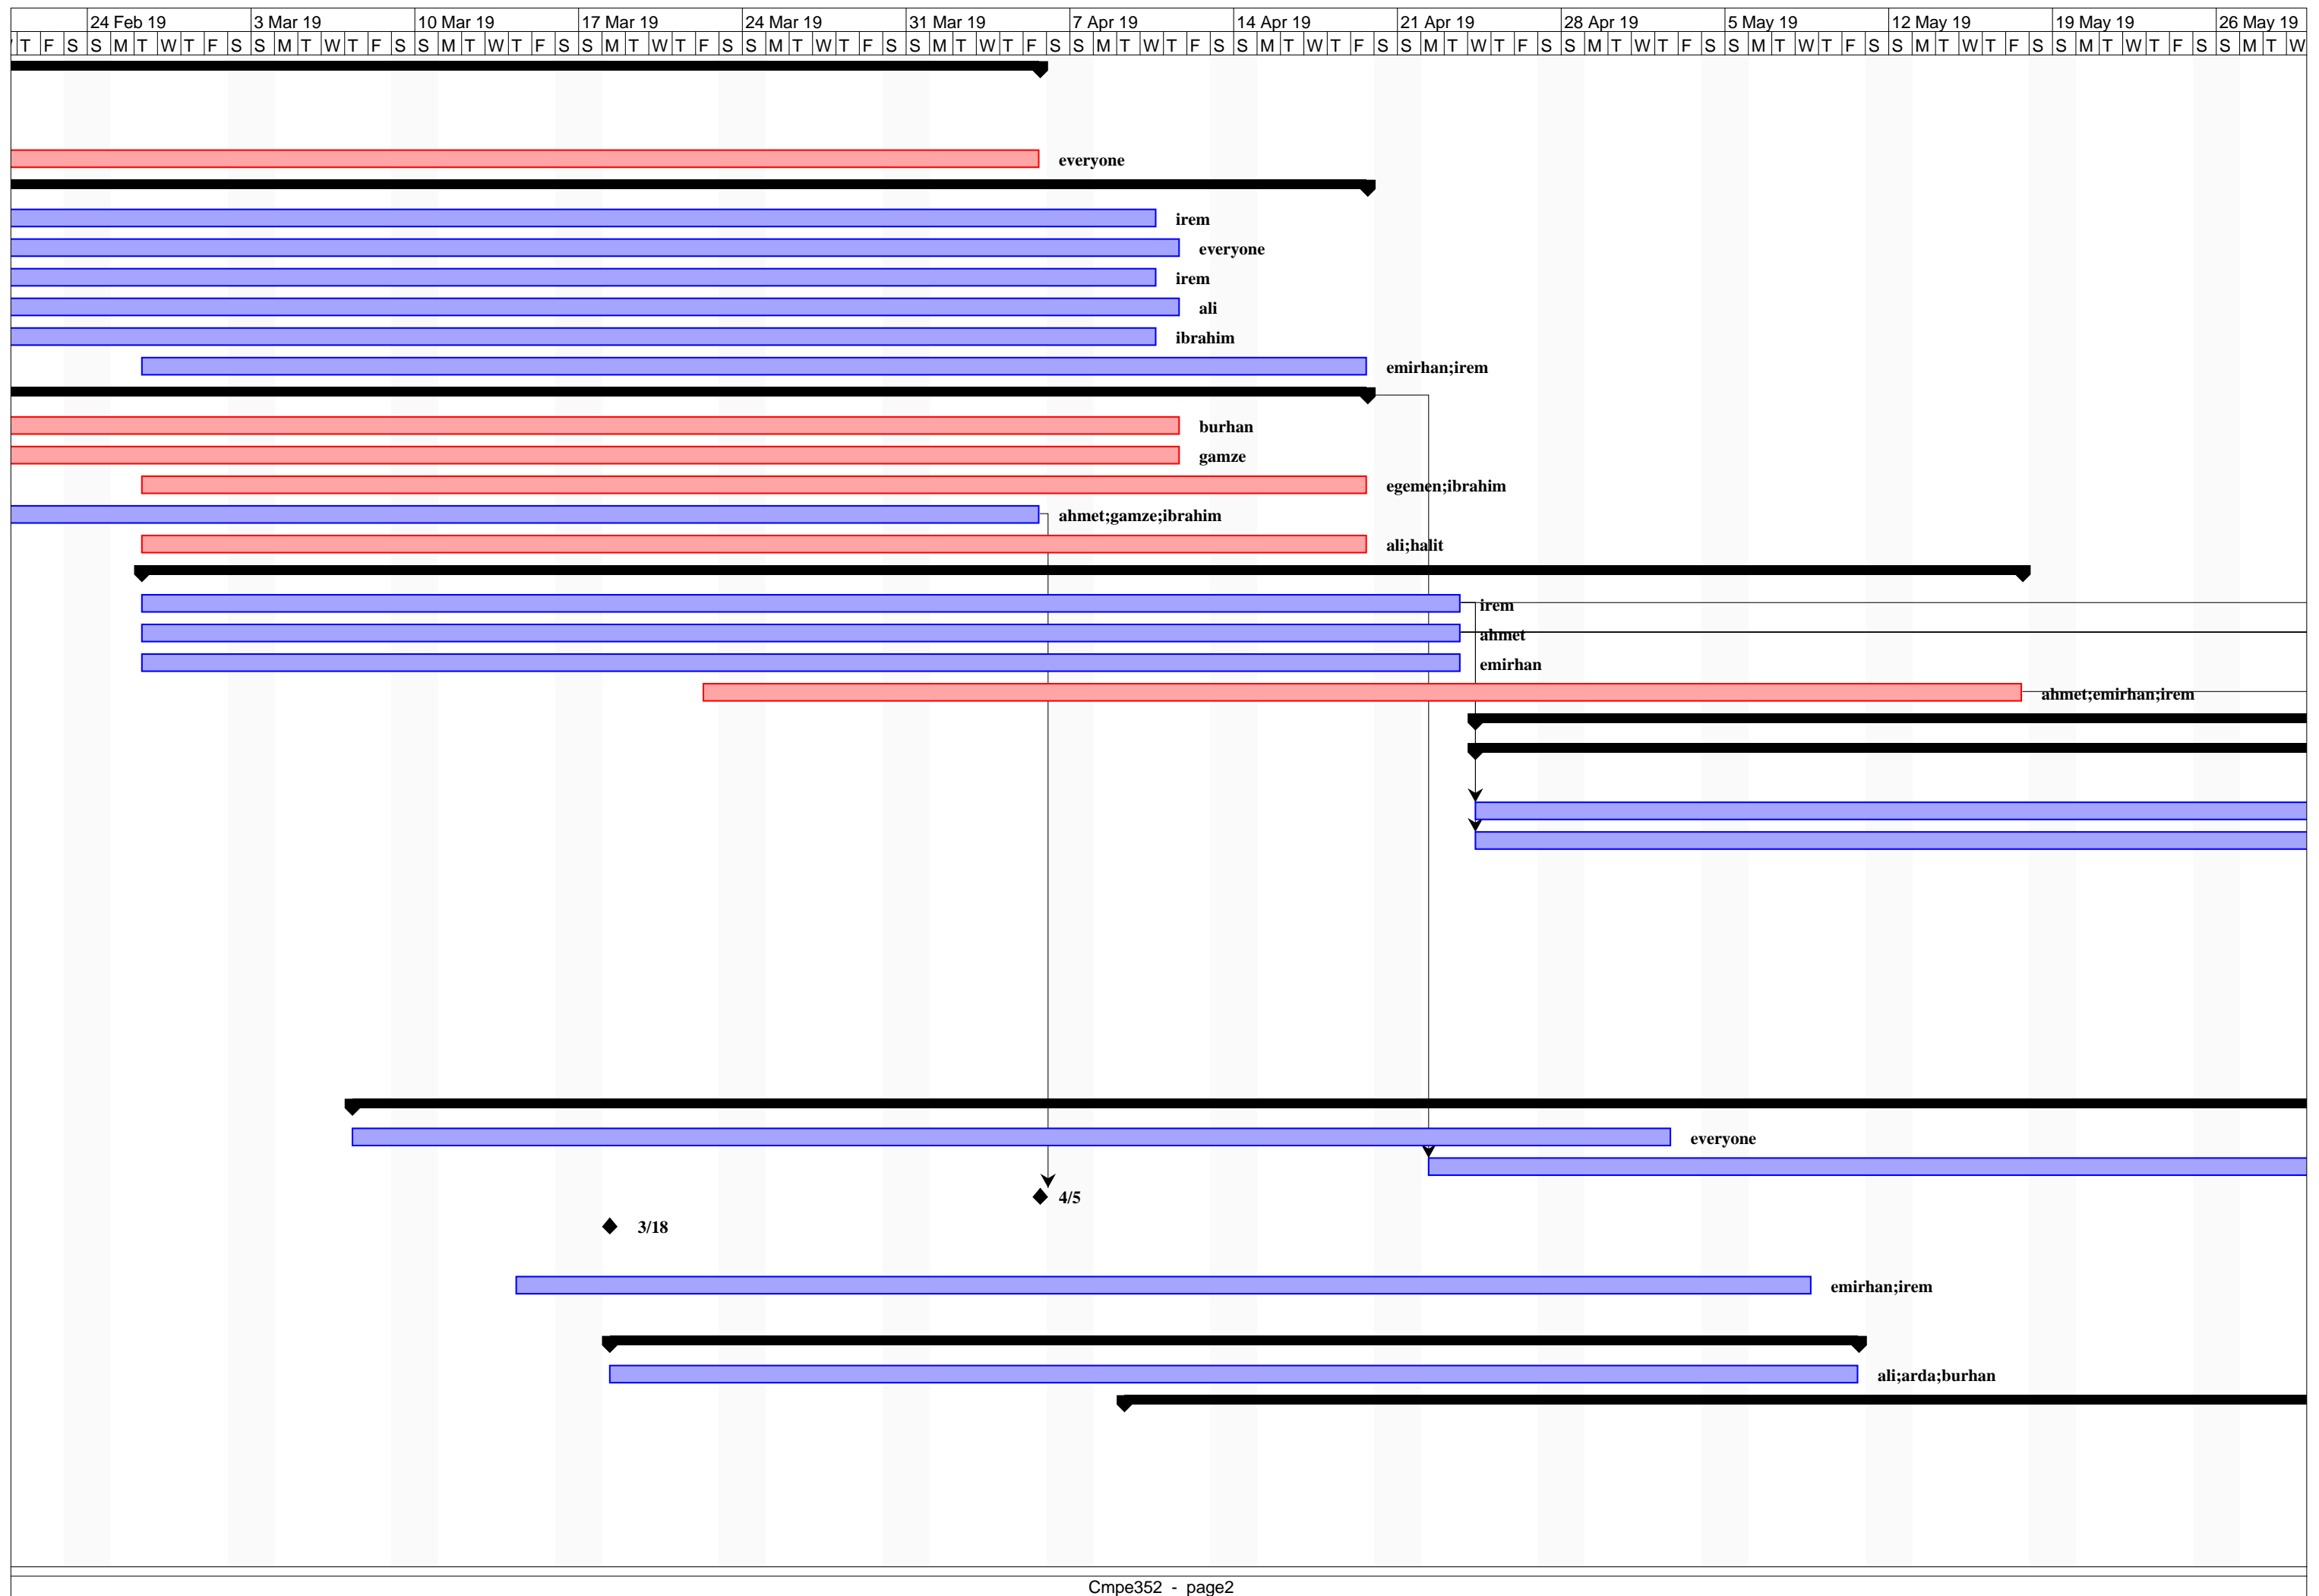 24 Feb 19 3 Mar 19 10 Mar 19 17 Mar 19 24 Mar 19 31 Mar 19 7 Apr 19 14 Apr 19 21 Apr 19 28 Apr 19 5 May 19 12 May 19 19 May 19 26 May 19
T F S S M T W T F S S M T W T F S S M T W T F S S M T W T F S S M T W T F S S M T W T F S S M T W T F S S M T W T F S S M T W T F S S M T W T F S S M T W T F S S M T W T F S S M T W T F S S M T W
everyone
irem
everyone
irem
ali
ibrahim
emirhan;irem
burhan
gamze
egemen;ibrahim
ahmet;gamze;ibrahim
ali;halit
irem
ahmet
emirhan
ahmet;emirhan;irem
everyone
4/5
3/18
emirhan;irem
ali;arda;burhan
Cmpe352 - page2